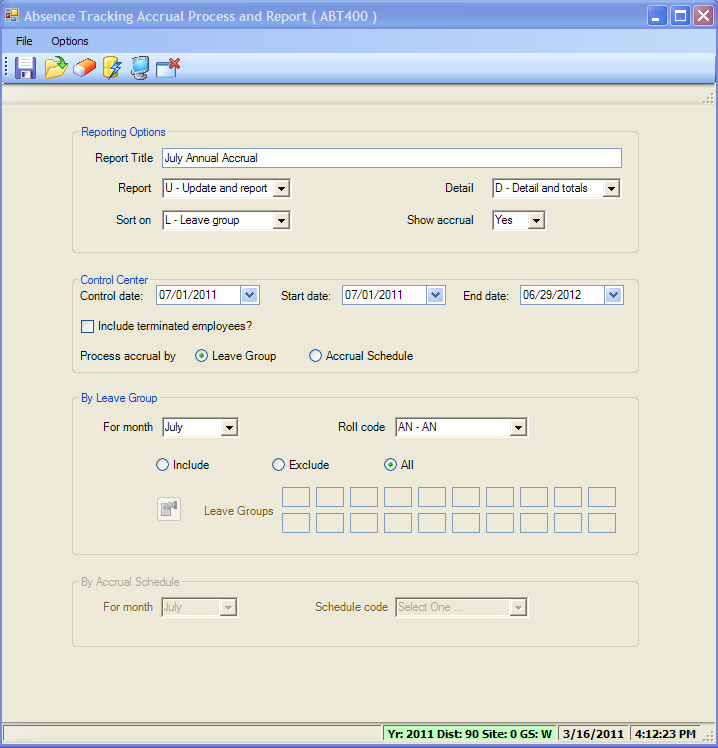 Absence Tracking Accrual Process and Report ( ABT400 )
File Options
Reporting Options
Report Title July Annual Accrual
Report U - Update and report Detail D - Detail and totals
Sort on L - Leave group Show accrual Yes
Control Center
Control date: 07/01/2011 Start date: 07/01/2011 End date: 06/29/2012
Include terminated employees?
Process accrual by Leave Group Accrual Schedule
By Leave Group
For month July Roll code AN - AN
Include Exclude All
Leave Groups
By Accrual Schedule
For month July Schedule code Select One ...
Yr: 2011 Dist: 90 Site: 0 GS: W 3/16/2011 4:12:23 PM